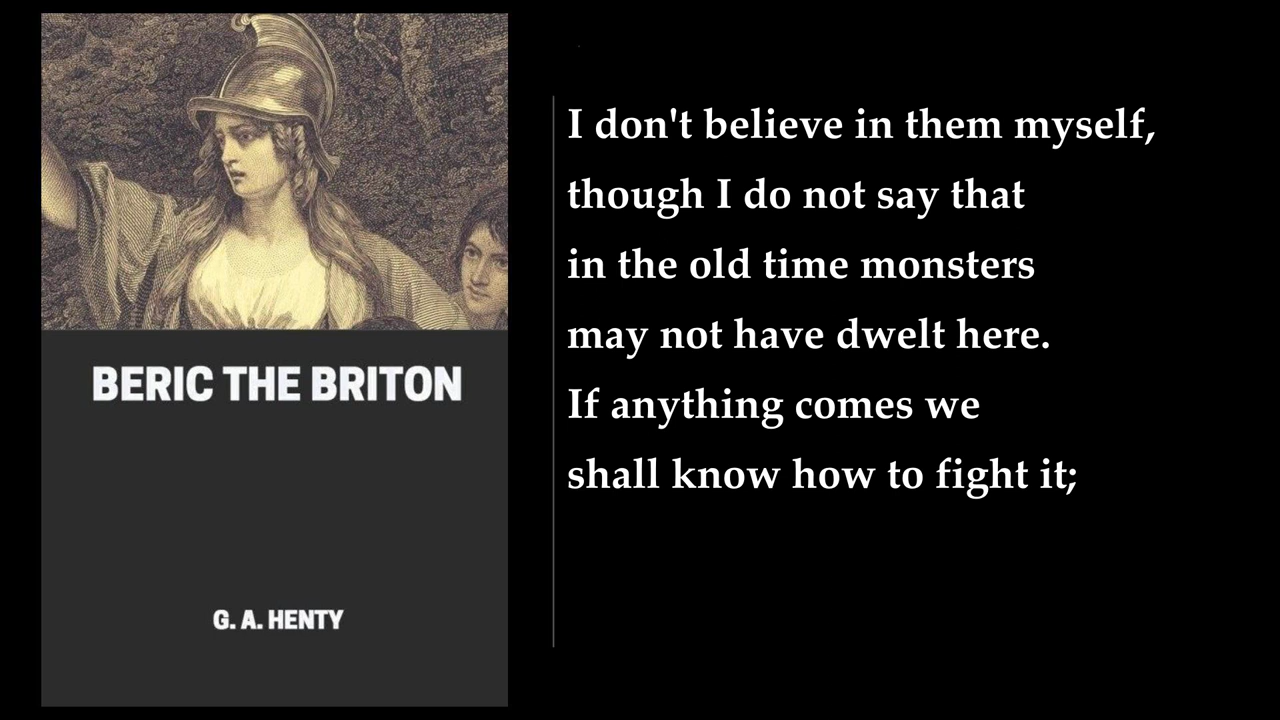 BERIC THE BRITON
G. A. HENTY
I don't believe in them myself,
though I do not say that
in the old time monsters
may not have dwelt here.
If anything comes we
shall know how to fight it;